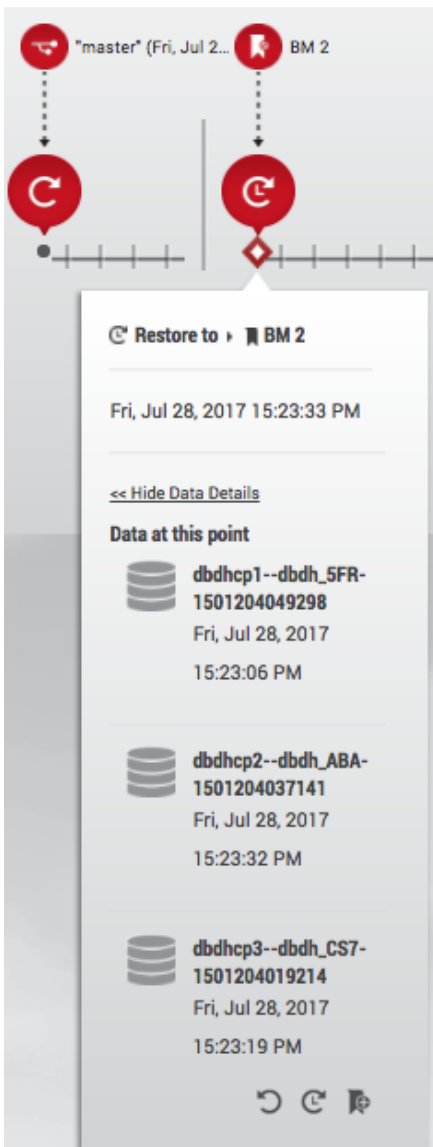 "master" (Fri, Jul 2...
BM 2
Restore to
BM 2
Fri, Jul 28, 2017 15:23:33 PM
<< Hide Data Details
Data at this point
dbdhcp1--dbdh_5FR-
1501204049298
Fri, Jul 28, 2017
15:23:06 PM
dbdhcp2--dbdh_ABA-
1501204037141
Fri, Jul 28, 2017
15:23:32 PM
dbdhcp3--dbdh_CS7-
1501204019214
Fri, Jul 28, 2017
15:23:19 PM